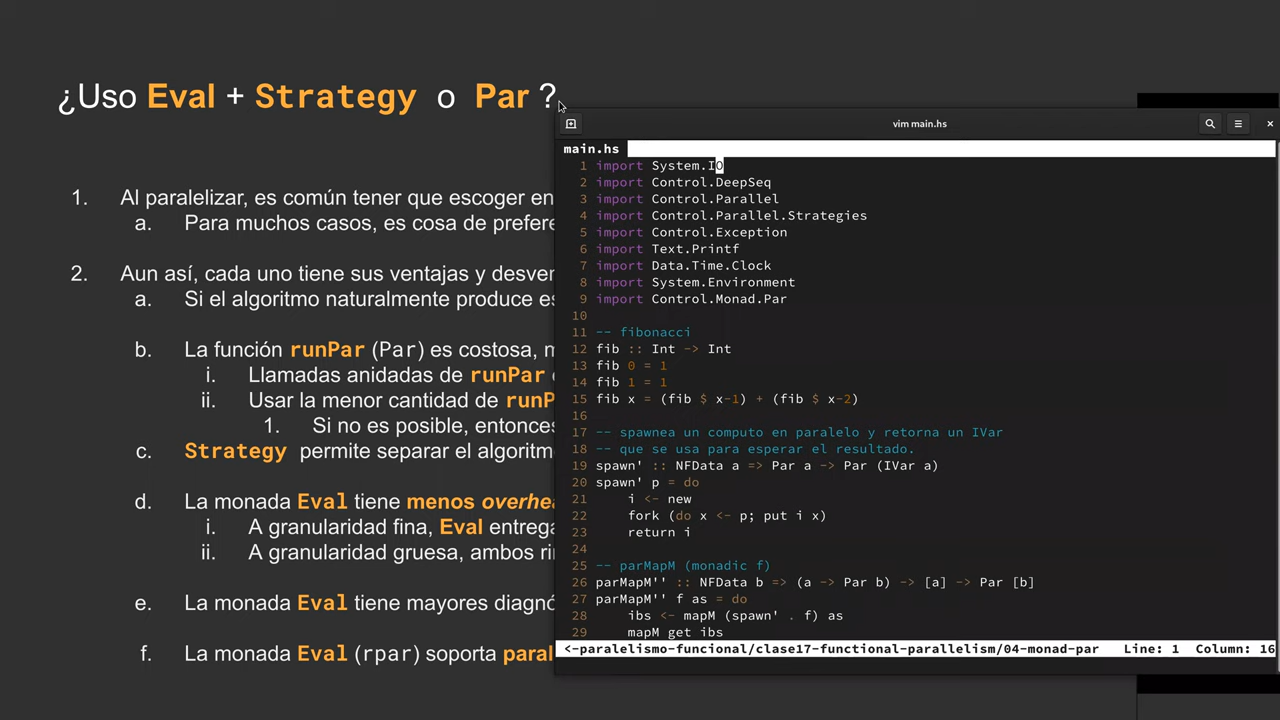 ¿Uso Eval + Strategy o Par ?
1. Al paralelizar, es común tener que escoger en
a. Para muchos casos, es cosa de prefere
2. Aun así, cada uno tiene sus ventajas y desven
a. Si el algoritmo naturalmente produce es
b. La función runPar (Par) es costosa, m
i. Llamadas anidadas de runPar
ii. Usar la menor cantidad de runP
1. Si no es posible, entonces
c. Strategy permite separar el algoritm
d. La monada Eval tiene menos overhea
i. A granularidad fina, Eval entrega
ii. A granularidad gruesa, ambos rin
e. La monada Eval tiene mayores diagnó
f. La monada Eval (rpar) soporta paral
vim main.hs
main.hs
1 import System.IO
2 import Control.DeepSeq
3 import Control.Parallel
4 import Control.Parallel.Strategies
5 import Control.Exception
6 import Text.Printf
7 import Data.Time.Clock
8 import System.Environment
9 import Control.Monad.Par
10
11 -- fibonacci
12 fib :: Int -> Int
13 fib 0 = 1
14 fib 1 = 1
15 fib x = (fib $ x-1) + (fib $ x-2)
16
17 -- spawnea un computo en paralelo y retorna un IVar
18 -- que se usa para esperar el resultado.
19 spawn' :: NFData a => Par a -> Par (IVar a)
20 spawn' p = do
21 i <- new
22 fork (do x <- p; put i x)
23 return i
24
25 -- parMapM (monadic f)
26 parMapM'' :: NFData b => (a -> Par b) -> [a] -> Par [b]
27 parMapM'' f as = do
28 ibs <- mapM (spawn' . f) as
29 mapM get ibs
<-paralelismo-funcional/clase17-functional-parallelism/04-monad-par Line: 1 Column: 16